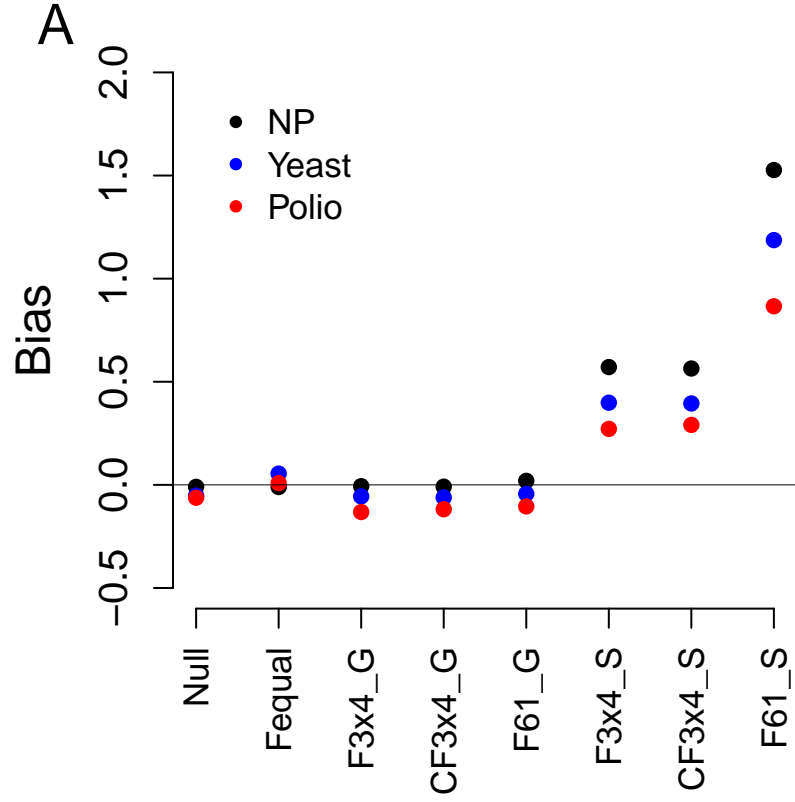 A
2.0
1.5
1.0
0.5
0.0
−0.5
Bias
NP
Yeast
Polio
Null
Fequal
F3x4_G
CF3x4_G
F61_G
F3x4_S
CF3x4_S
F61_S